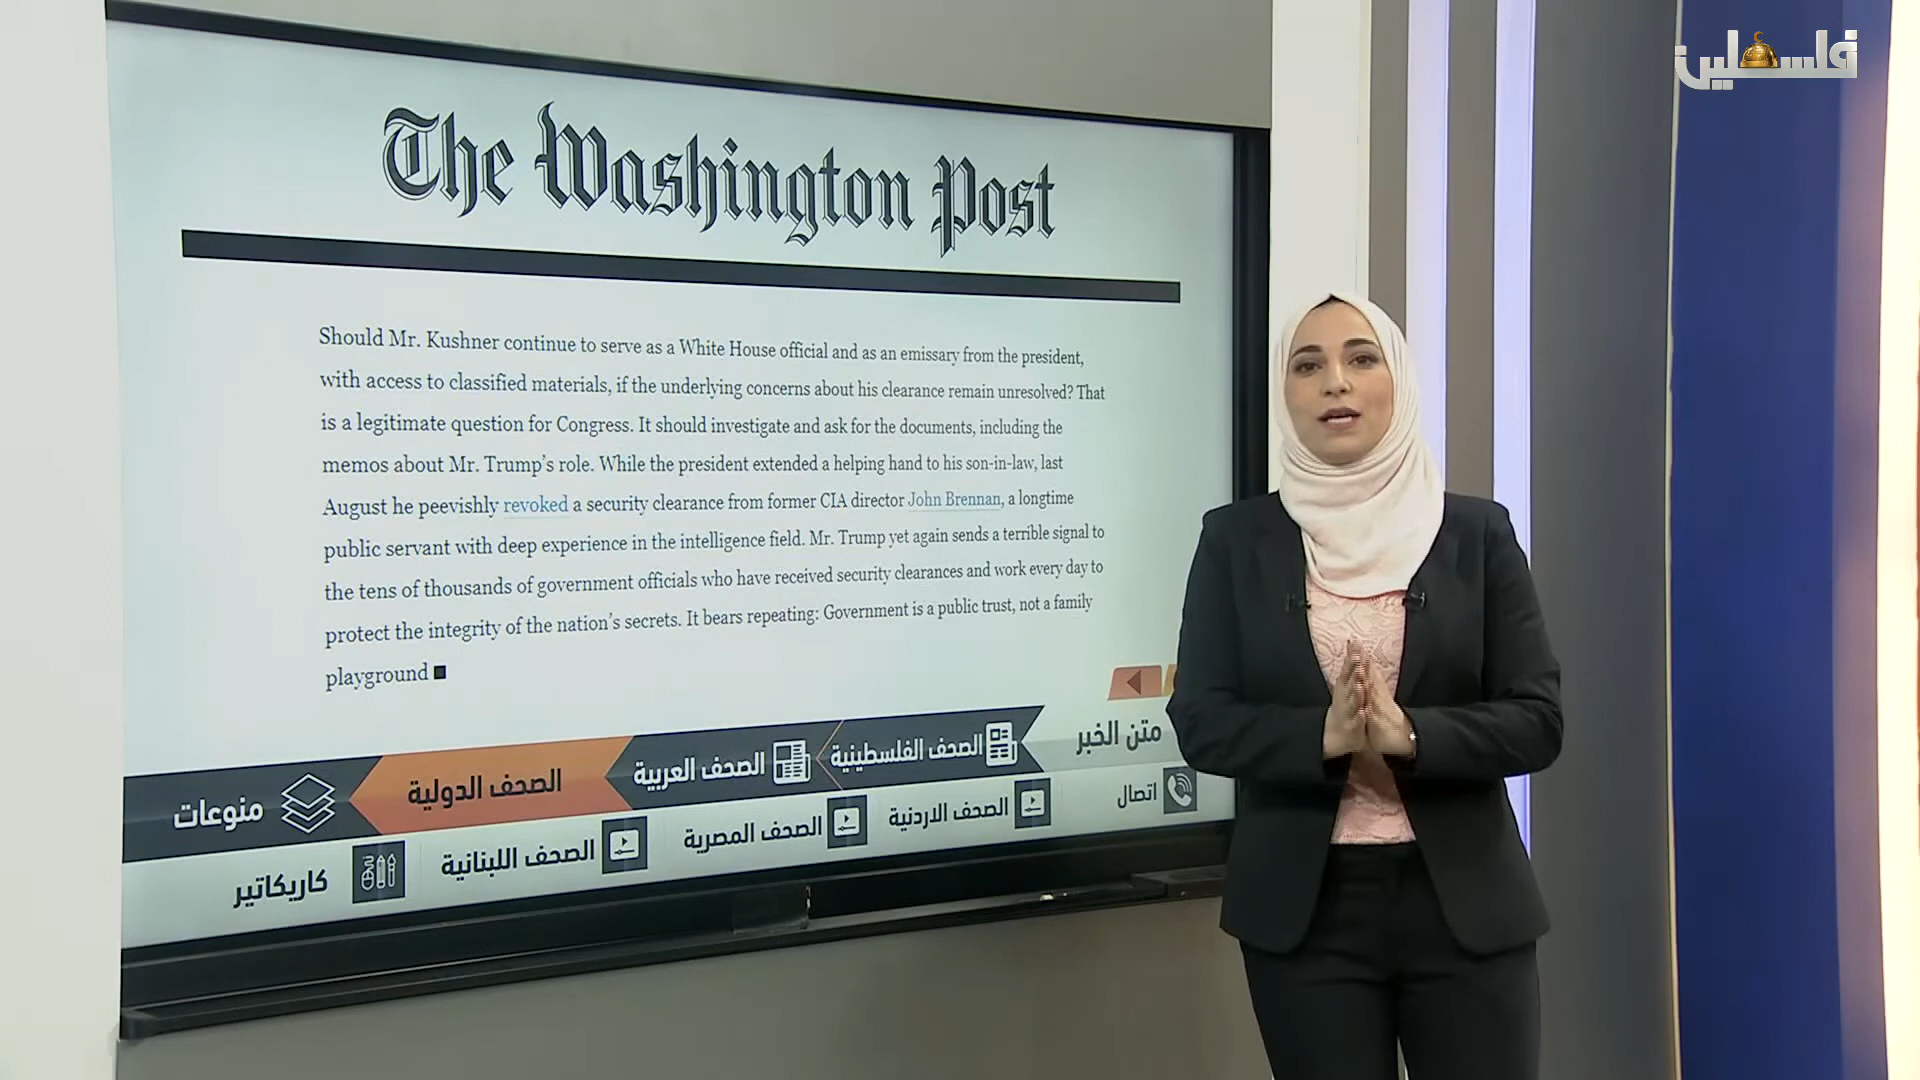 فلسطين
The Washington Post
Should Mr. Kushner continue to serve as a White House official and as an emissary from the president,
with access to classified materials, if the underlying concerns about his clearance remain unresolved? That
is a legitimate question for Congress. It should investigate and ask for the documents, including the
memos about Mr. Trump's role. While the president extended a helping hand to his son-in-law, last
August he peevishly revoked a security clearance from former CIA director John Brennan, a longtime
public servant with deep experience in the intelligence field. Mr. Trump yet again sends a terrible signal to
the tens of thousands of government officials who have received security clearances and work every day to
protect the integrity of the nation's secrets. It bears repeating: Government is a public trust, not a family
playground ■
متن الخبر
الصحف الفلسطينية
الصحف العربية
الصحف الدولية
منوعات
اتصال
الصحف الاردنية
الصحف المصرية
الصحف اللبنانية
كاريكاتير